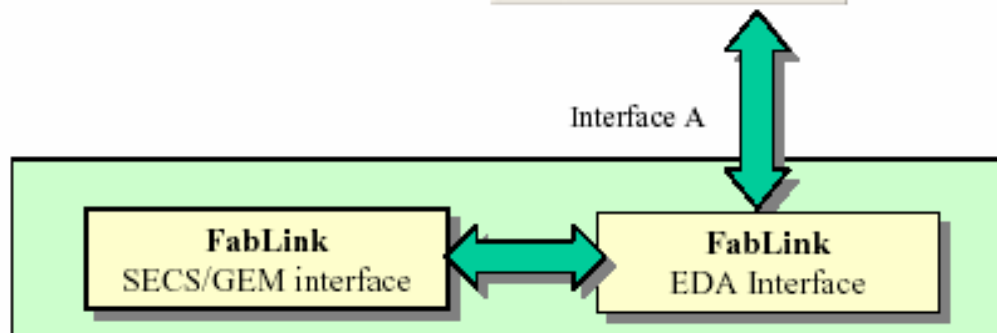 Interface A
FabLink
SECS/GEM interface
FabLink
EDA Interface